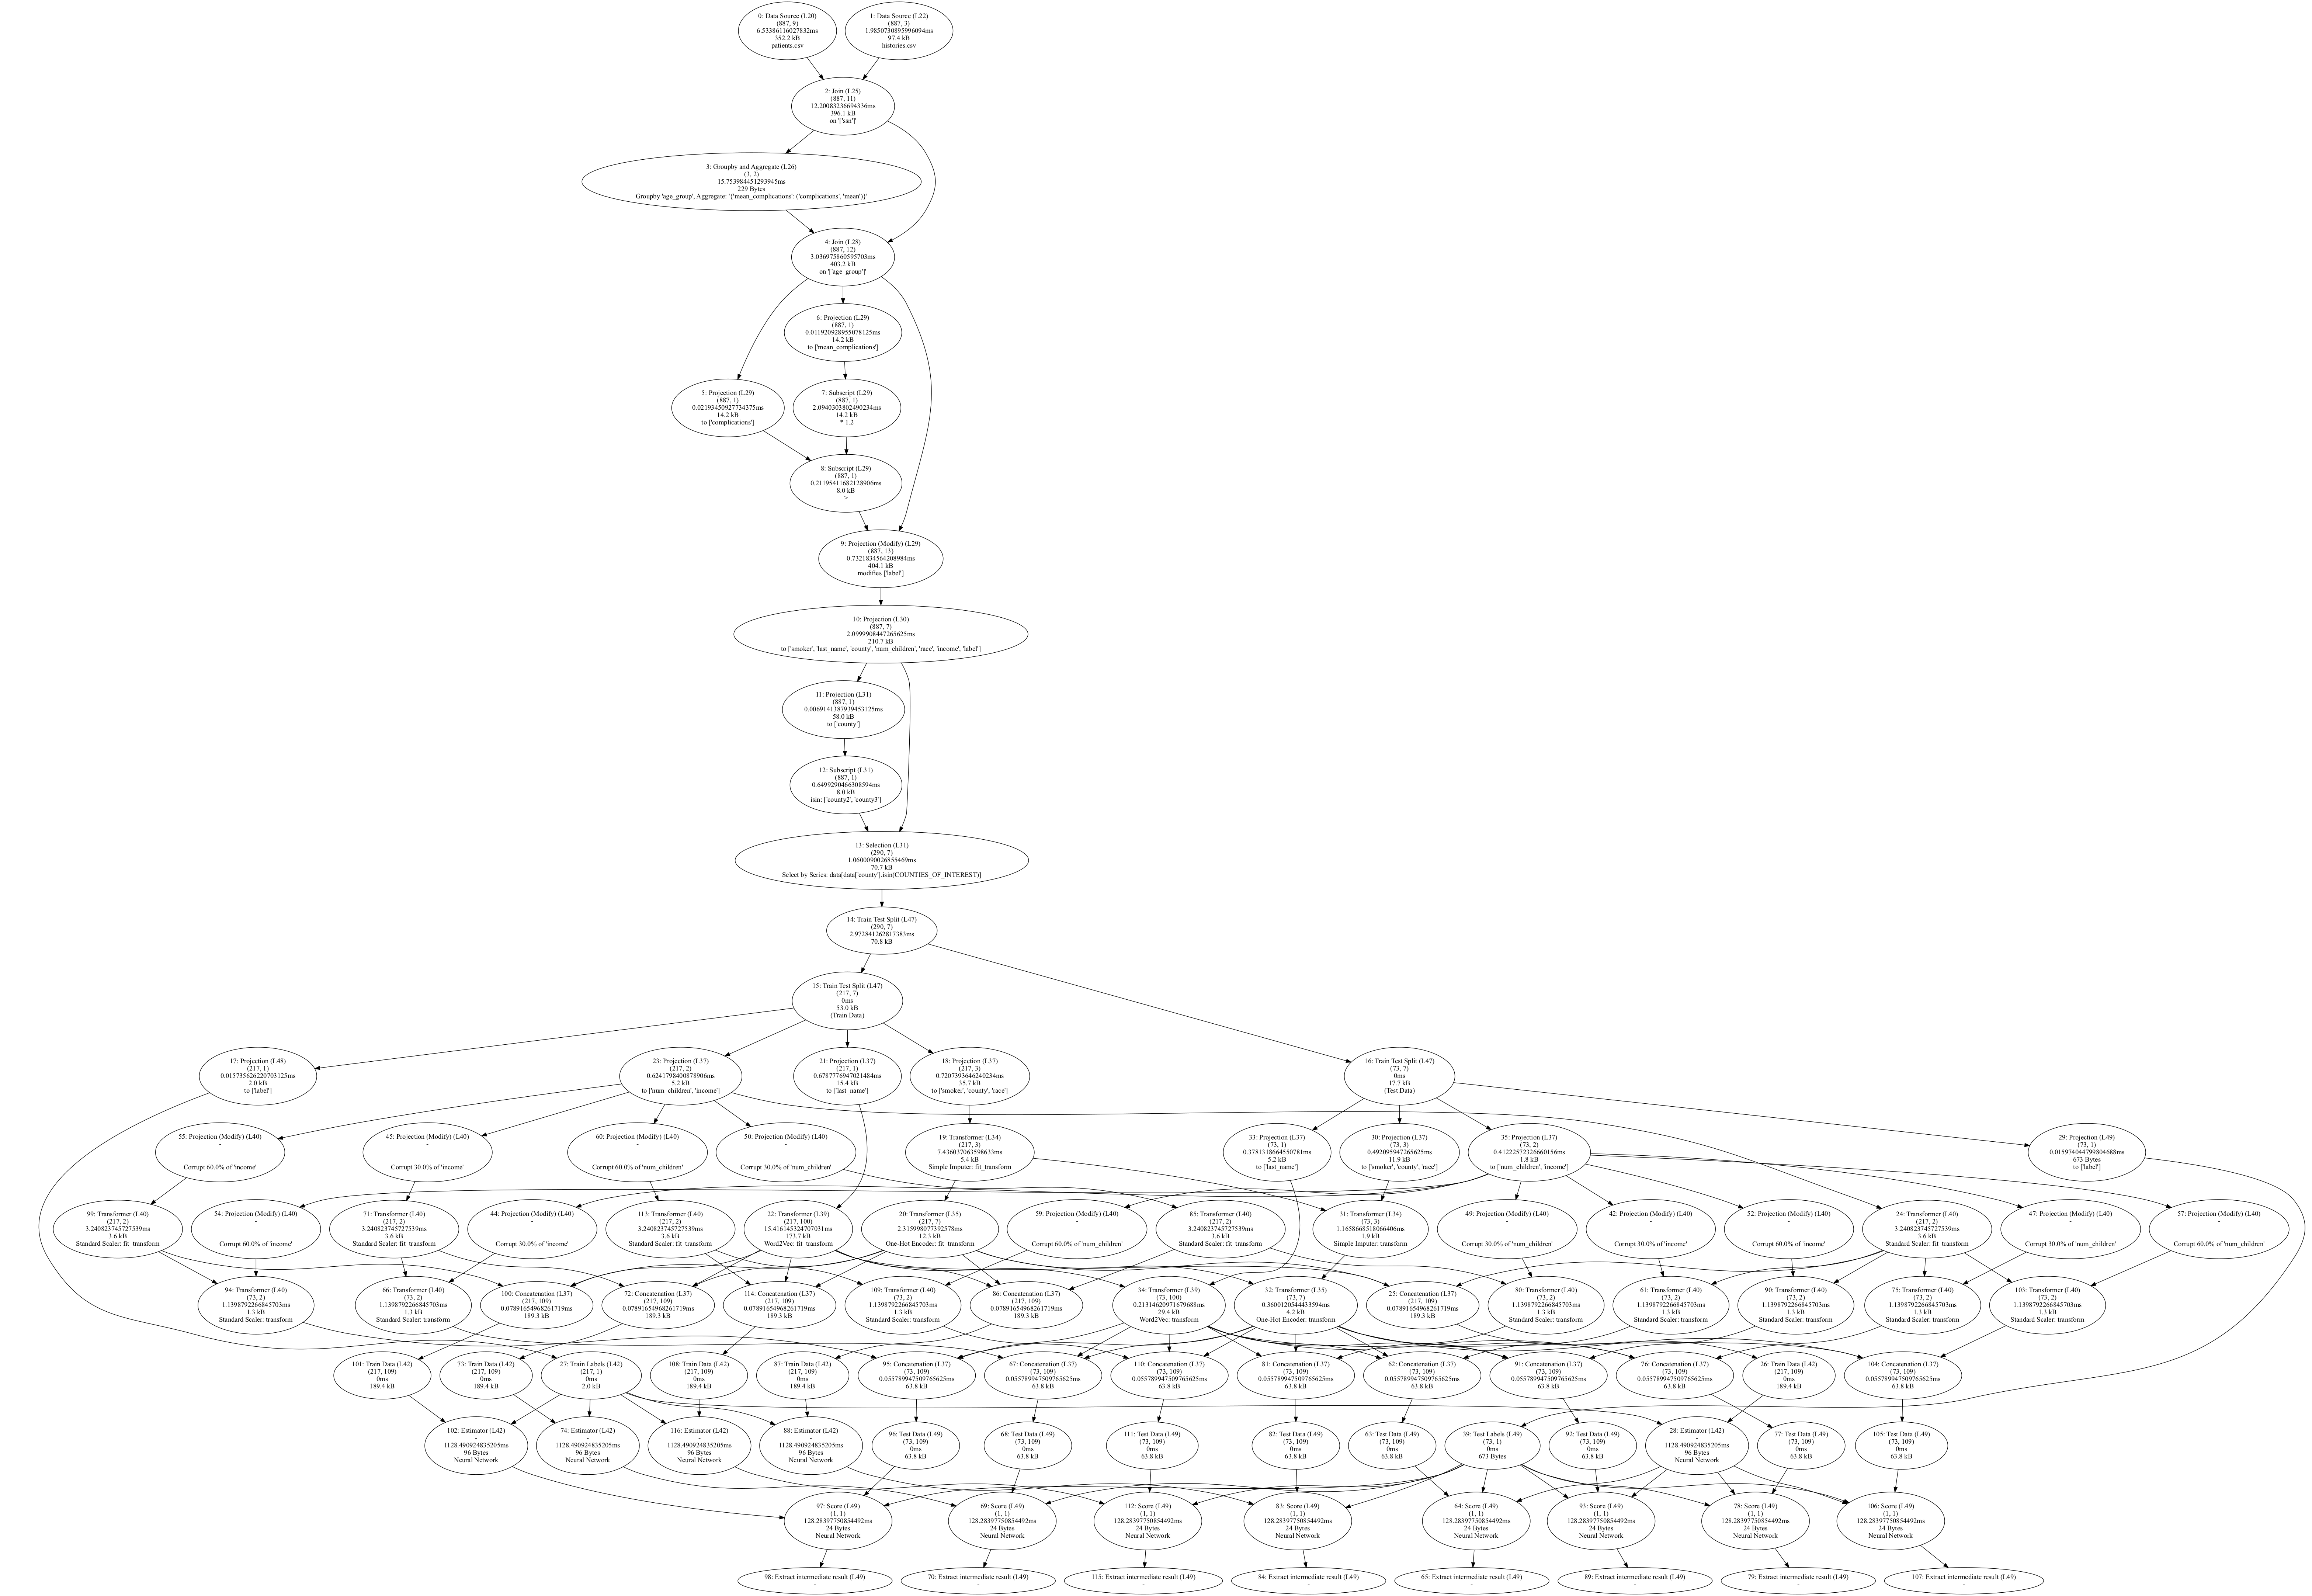 0: Data Source (L20)
(887, 9)
6.53386116027832ms
352.2 kB
patients.csv
1: Data Source (L22)
(887, 3)
1.9850730895996094ms
97.4 kB
histories.csv
2: Join (L25)
(887, 11)
12.20083236694336ms
396.1 kB
on '['ssn']'
3: Groupby and Aggregate (L26)
(3, 2)
15.753984451293945ms
229 Bytes
Groupby 'age_group', Aggregate: '{'mean_complications': ('complications', 'mean')}'
4: Join (L28)
(887, 12)
3.036975860595703ms
403.2 kB
on '['age_group']'
6: Projection (L29)
(887, 1)
0.011920928955078125ms
14.2 kB
to ['mean_complications']
5: Projection (L29)
(887, 1)
0.02193450927734375ms
14.2 kB
to ['complications']
7: Subscript (L29)
(887, 1)
2.0940303802490234ms
14.2 kB
* 1.2
8: Subscript (L29)
(887, 1)
0.21195411682128906ms
8.0 kB
>
9: Projection (Modify) (L29)
(887, 13)
0.7321834564208984ms
404.1 kB
modifies ['label']
10: Projection (L30)
(887, 7)
2.0999908447265625ms
210.7 kB
to ['smoker', 'last_name', 'county', 'num_children', 'race', 'income', 'label']
11: Projection (L31)
(887, 1)
0.0069141387939453125ms
58.0 kB
to ['county']
12: Subscript (L31)
(887, 1)
0.6499290466308594ms
8.0 kB
isin: ['county2', 'county3']
13: Selection (L31)
(290, 7)
1.0600090026855469ms
70.7 kB
Select by Series: data[data['county'].isin(COUNTIES_OF_INTEREST)]
14: Train Test Split (L47)
(290, 7)
2.972841262817383ms
70.8 kB
15: Train Test Split (L47)
(217, 7)
0ms
53.0 kB
(Train Data)
17: Projection (L48)
(217, 1)
0.015735626220703125ms
2.0 kB
to ['label']
23: Projection (L37)
(217, 2)
0.6241798400878906ms
5.2 kB
to ['num_children', 'income']
21: Projection (L37)
(217, 1)
0.6787776947021484ms
15.4 kB
to ['last_name']
18: Projection (L37)
(217, 3)
0.7207393646240234ms
35.7 kB
to ['smoker', 'county', 'race']
16: Train Test Split (L47)
(73, 7)
0ms
17.7 kB
(Test Data)
55: Projection (Modify) (L40)
-
Corrupt 60.0% of 'income'
45: Projection (Modify) (L40)
-
Corrupt 30.0% of 'income'
60: Projection (Modify) (L40)
-
Corrupt 60.0% of 'num_children'
50: Projection (Modify) (L40)
-
Corrupt 30.0% of 'num_children'
19: Transformer (L34)
(217, 3)
7.436037063598633ms
5.4 kB
Simple Imputer: fit_transform
33: Projection (L37)
(73, 1)
0.3781318664550781ms
5.2 kB
to ['last_name']
30: Projection (L37)
(73, 3)
0.492095947265625ms
11.9 kB
to ['smoker', 'county', 'race']
35: Projection (L37)
(73, 2)
0.41222572326660156ms
1.8 kB
to ['num_children', 'income']
29: Projection (L49)
(73, 1)
0.015974044799804688ms
673 Bytes
to ['label']
99: Transformer (L40)
(217, 2)
3.240823745727539ms
3.6 kB
Standard Scaler: fit_transform
54: Projection (Modify) (L40)
-
Corrupt 60.0% of 'income'
71: Transformer (L40)
(217, 2)
3.240823745727539ms
3.6 kB
Standard Scaler: fit_transform
44: Projection (Modify) (L40)
-
Corrupt 30.0% of 'income'
113: Transformer (L40)
(217, 2)
3.240823745727539ms
3.6 kB
Standard Scaler: fit_transform
22: Transformer (L39)
(217, 100)
15.416145324707031ms
173.7 kB
Word2Vec: fit_transform
20: Transformer (L35)
(217, 7)
2.3159980773925​78ms
12.3 kB
One-Hot Encoder: fit_transform
59: Projection (Modify) (L40)
-
Corrupt 60.0% of 'num_children'
85: Transformer (L40)
(217, 2)
3.240823745727539ms
3.6 kB
Standard Scaler: fit_transform
31: Transformer (L34)
(73, 3)
1.1658668518066406ms
1.9 kB
Simple Imputer: transform
49: Projection (Modify) (L40)
-
Corrupt 30.0% of 'num_children'
42: Projection (Modify) (L40)
-
Corrupt 30.0% of 'income'
52: Projection (Modify) (L40)
-
Corrupt 60.0% of 'income'
24: Transformer (L40)
(217, 2)
3.240823745727539ms
3.6 kB
Standard Scaler: fit_transform
47: Projection (Modify) (L40)
-
Corrupt 30.0% of 'num_children'
57: Projection (Modify) (L40)
-
Corrupt 60.0% of 'num_children'
94: Transformer (L40)
(73, 2)
1.1398792266845703ms
1.3 kB
Standard Scaler: transform
66: Transformer (L40)
(73, 2)
1.1398792266845703ms
1.3 kB
Standard Scaler: transform
100: Concatenation (L37)
(217, 109)
0.07891654968261719ms
189.3 kB
72: Concatenation (L37)
(217, 109)
0.07891654968261719ms
189.3 kB
114: Concatenation (L37)
(217, 109)
0.07891654968261719ms
189.3 kB
109: Transformer (L40)
(73, 2)
1.1398792266845703ms
1.3 kB
Standard Scaler: transform
86: Concatenation (L37)
(217, 109)
0.07891654968261719ms
189.3 kB
34: Transformer (L39)
(73, 100)
0.21314620971679688ms
29.4 kB
Word2Vec: transform
32: Transformer (L35)
(73, 7)
0.3600120544433594ms
4.2 kB
One-Hot Encoder: transform
25: Concatenation (L37)
(217, 109)
0.07891654968261719ms
189.3 kB
80: Transformer (L40)
(73, 2)
1.1398792266845703ms
1.3 kB
Standard Scaler: transform
61: Transformer (L40)
(73, 2)
1.1398792266845703ms
1.3 kB
Standard Scaler: transform
90: Transformer (L40)
(73, 2)
1.1398792266845703ms
1.3 kB
Standard Scaler: transform
75: Transformer (L40)
(73, 2)
1.1398792266845703ms
1.3 kB
Standard Scaler: transform
103: Transformer (L40)
(73, 2)
1.1398792266845703ms
1.3 kB
Standard Scaler: transform
101: Train Data (L42)
(217, 109)
0ms
189.4 kB
73: Train Data (L42)
(217, 109)
0ms
189.4 kB
27: Train Labels (L42)
(217, 1)
0ms
2.0 kB
108: Train Data (L42)
(217, 109)
0ms
189.4 kB
87: Train Data (L42)
(217, 109)
0ms
189.4 kB
95: Concatenation (L37)
(73, 109)
0.055789947509765625ms
63.8 kB
67: Concatenation (L37)
(73, 109)
0.055789947509765625ms
63.8 kB
110: Concatenation (L37)
(73, 109)
0.055789947509765625ms
63.8 kB
81: Concatenation (L37)
(73, 109)
0.055789947509765625ms
63.8 kB
62: Concatenation (L37)
(73, 109)
0.055789947509765625ms
63.8 kB
91: Concatenation (L37)
(73, 109)
0.055789947509765625ms
63.8 kB
76: Concatenation (L37)
(73, 109)
0.055789947509765625ms
63.8 kB
26: Train Data (L42)
(217, 109)
0ms
189.4 kB
104: Concatenation (L37)
(73, 109)
0.055789947509765625ms
63.8 kB
102: Estimator (L42)
-
1128.490924835205ms
96 Bytes
Neural Network
74: Estimator (L42)
-
1128.490924835205ms
96 Bytes
Neural Network
116: Estimator (L42)
-
1128.490924835205ms
96 Bytes
Neural Network
88: Estimator (L42)
-
1128.490924835205ms
96 Bytes
Neural Network
96: Test Data (L49)
(73, 109)
0ms
63.8 kB
68: Test Data (L49)
(73, 109)
0ms
63.8 kB
111: Test Data (L49)
(73, 109)
0ms
63.8 kB
82: Test Data (L49)
(73, 109)
0ms
63.8 kB
63: Test Data (L49)
(73, 109)
0ms
63.8 kB
39: Test Labels (L49)
(73, 1)
0ms
673 Bytes
92: Test Data (L49)
(73, 109)
0ms
63.8 kB
28: Estimator (L42)
-
1128.490924835205ms
96 Bytes
Neural Network
77: Test Data (L49)
(73, 109)
0ms
63.8 kB
105: Test Data (L49)
(73, 109)
0ms
63.8 kB
97: Score (L49)
(1, 1)
128.28397750854492ms
24 Bytes
Neural Network
69: Score (L49)
(1, 1)
128.28397750854492ms
24 Bytes
Neural Network
112: Score (L49)
(1, 1)
128.28397750854492ms
24 Bytes
Neural Network
83: Score (L49)
(1, 1)
128.28397750854492ms
24 Bytes
Neural Network
64: Score (L49)
(1, 1)
128.28397750854492ms
24 Bytes
Neural Network
93: Score (L49)
(1, 1)
128.28397750854492ms
24 Bytes
Neural Network
78: Score (L49)
(1, 1)
128.28397750854492ms
24 Bytes
Neural Network
106: Score (L49)
(1, 1)
128.28397750854492ms
24 Bytes
Neural Network
98: Extract intermediate result (L49)
-
70: Extract intermediate result (L49)
-
115: Extract intermediate result (L49)
-
84: Extract intermediate result (L49)
-
65: Extract intermediate result (L49)
-
89: Extract intermediate result (L49)
-
79: Extract intermediate result (L49)
-
107: Extract intermediate result (L49)
-